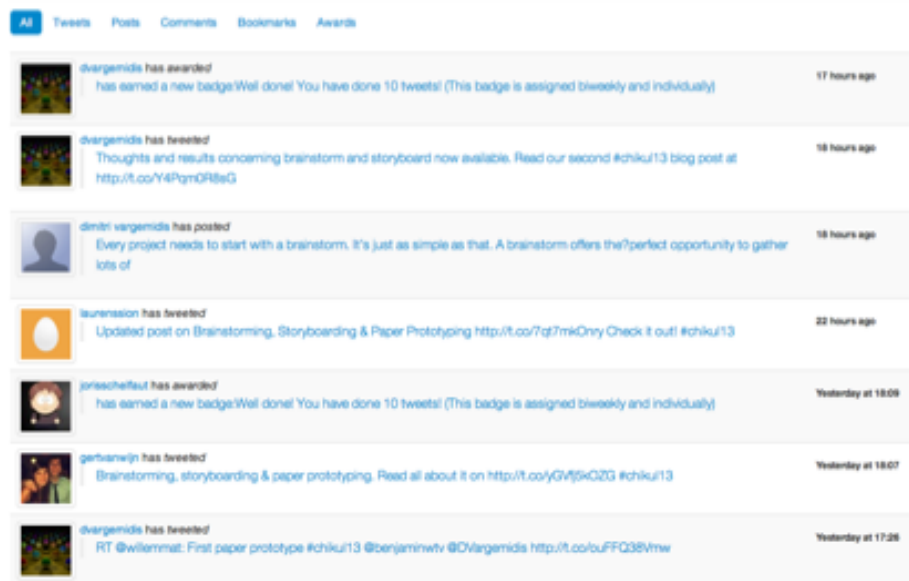 All Tweets Posts Comments Bookmarks Awards
dvargemidis has awarded
17 hours ago
has earned a new badge:Well done! You have done 10 tweets! (This badge is assigned biweekly and individually)
dvargemidis has tweeted
18 hours ago
Thoughts and results concerning brainstorm and storyboard now available. Read our second #chikul13 blog post at
http://t.co/Y4Pqm0R8sG
dimitri vargemidis has posted
18 hours ago
Every project needs to start with a brainstorm. It's just as simple as that. A brainstorm offers the?perfect opportunity to gather
lots of
laurenssion has tweeted
22 hours ago
Updated post on Brainstorming, Storyboarding & Paper Prototyping http://t.co/7qt7mkOnry Check it out! #chikul13
jorisschelfaut has awarded
Yesterday at 18:09
has earned a new badge:Well done! You have done 10 tweets! (This badge is assigned biweekly and individually)
gertvanwijn has tweeted
Yesterday at 18:07
Brainstorming, storyboarding & paper prototyping. Read all about it on http://t.co/yGVfj5kOZG #chikul13
dvargemidis has tweeted
Yesterday at 17:26
RT @willemmat: First paper prototype #chikul13 @benjaminwtv @DVargemidis http://t.co/ouFFQ38Vmw